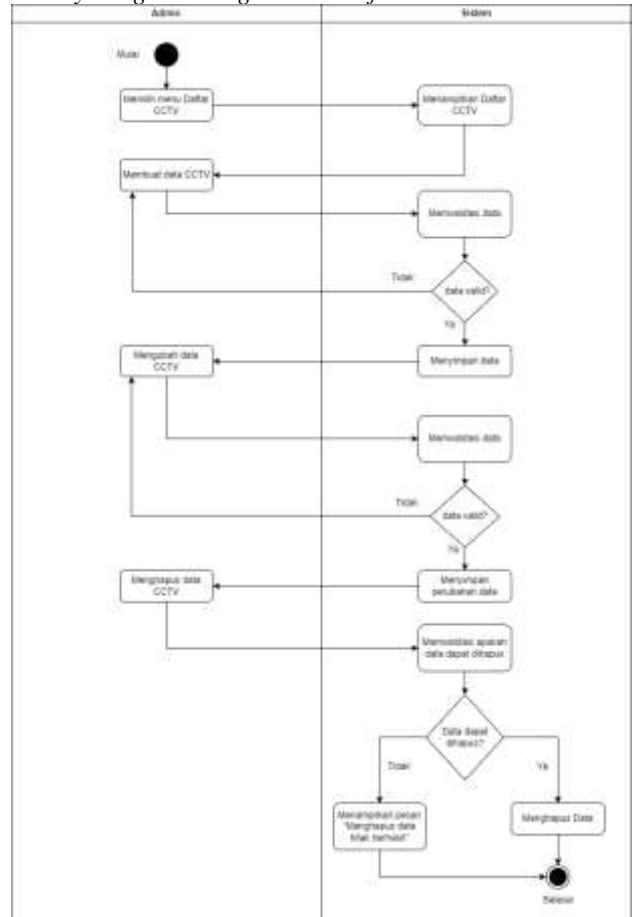 Admin
Sistem
Mulai
Memilih menu Daftar
CCTV
Menampilkan Daftar
CCTV
Membuat data CCTV
Memvalidasi data
Tidak
data valid?
Ya
Mengubah data
CCTV
Menyimpan data
Memvalidasi data
Tidak
data valid?
Ya
Menghapus data
CCTV
Menyimpan
perubahan data
Memvalidasi apakah
data dapat dihapus
Data dapat
dihapus?
Tidak
Ya
Menampilkan pesan
"Menghapus data
tidak berhasil"
Menghapus Data
Selesai